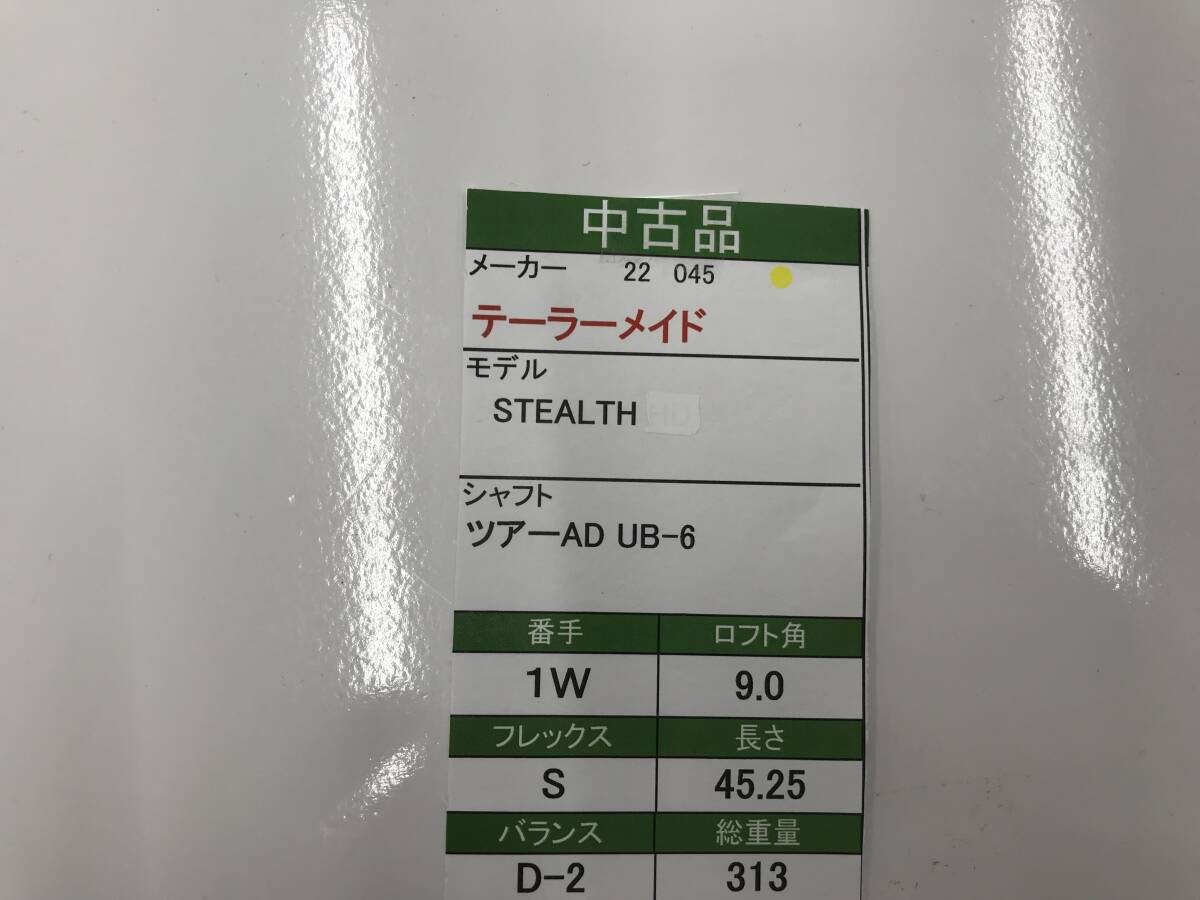 中古品
メーカー 22 045
テーラーメイド
モデル
STEALTH HD
シャフト
ツアーAD UB-6
番手 ロフト角
1W 9.0
フレックス 長さ
S 45.25
バランス 総重量
D-2 313